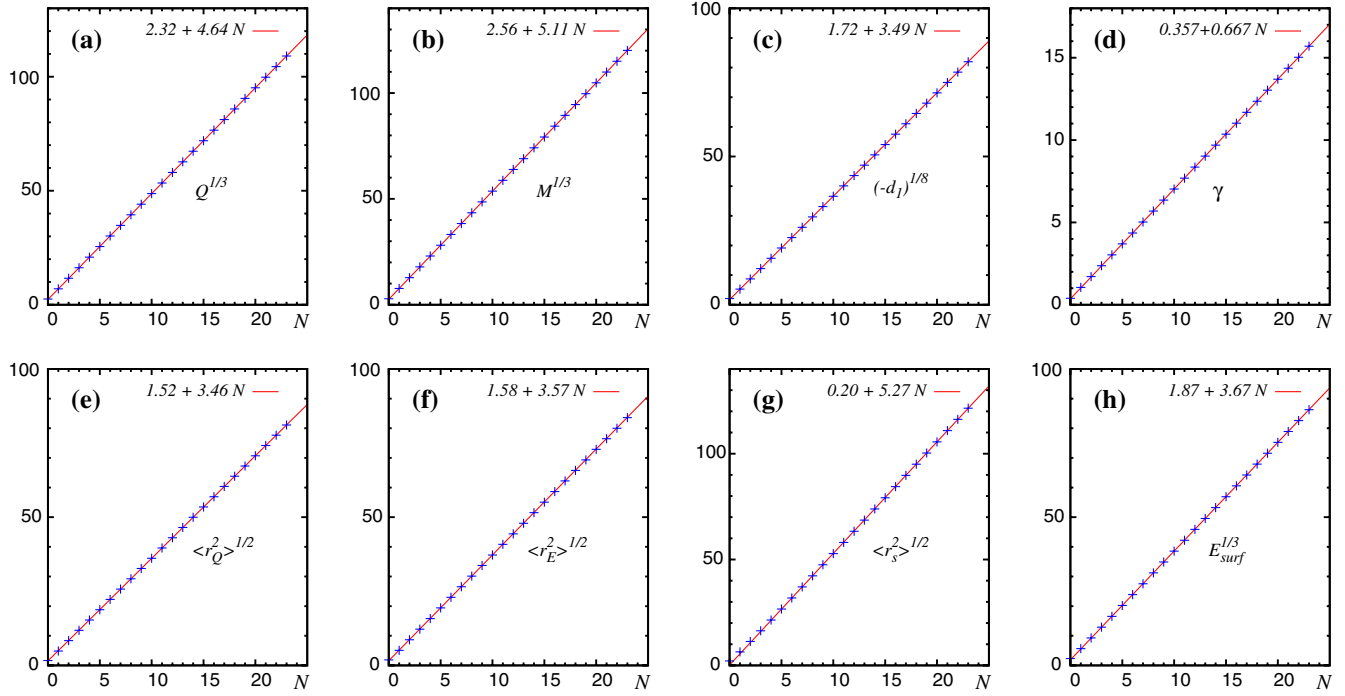 (a) 2.32 + 4.64 N
100
50
0
Q^{1/3}
0 5 10 15 20 N
(b) 2.56 + 5.11 N
100
50
0
M^{1/3}
0 5 10 15 20 N
(c) 1.72 + 3.49 N
100
50
0
(-d_1)^{1/8}
0 5 10 15 20 N
(d) 0.357+0.667 N
15
10
5
0
γ
0 5 10 15 20 N
(e) 1.52 + 3.46 N
100
50
0
<r_Q^2>^{1/2}
0 5 10 15 20 N
(f) 1.58 + 3.57 N
100
50
0
<r_E^2>^{1/2}
0 5 10 15 20 N
(g) 0.20 + 5.27 N
100
50
0
<r_s^2>^{1/2}
0 5 10 15 20 N
(h) 1.87 + 3.67 N
100
50
0
E_{surf}^{1/3}
0 5 10 15 20 N